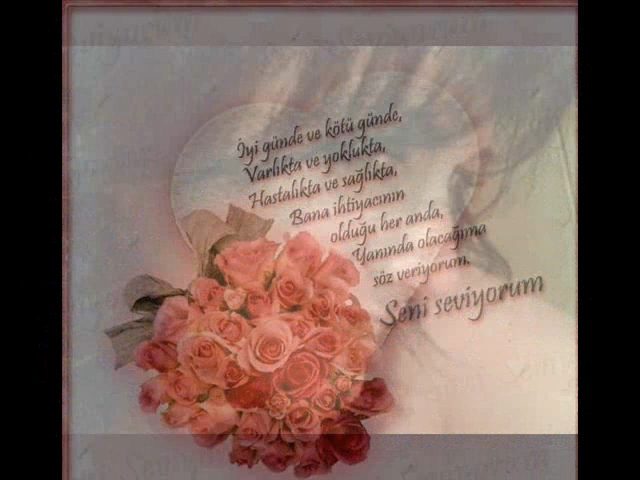 İyi günde ve kötü günde,
Varlıkta ve yoklukta,
Hastalıkta ve sağlıkta,
Bana ihtiyacının
olduğu her anda,
Yanında olacağıma
söz veriyorum.
Seni seviyorum